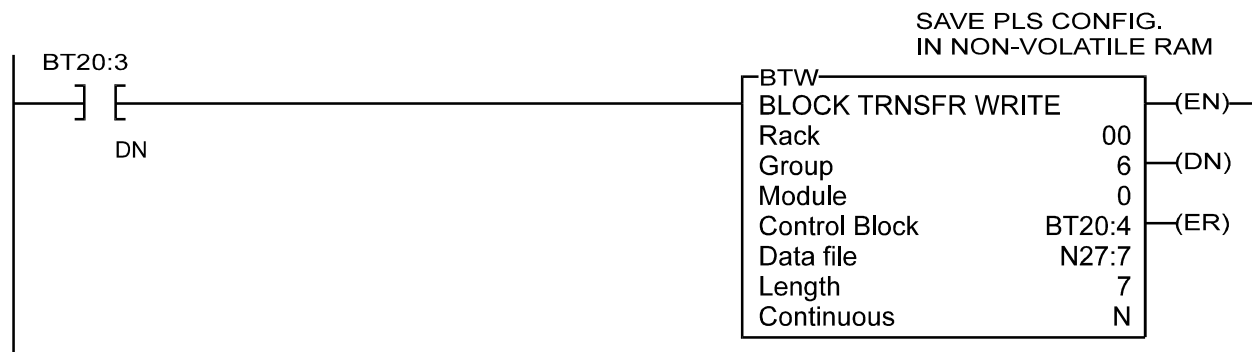 SAVE PLS CONFIG.
IN NON-VOLATILE RAM
BT20:3
DN
BTW
BLOCK TRNSFR WRITE
Rack 00
Group 6
Module 0
Control Block BT20:4
Data file N27:7
Length 7
Continuous N
(EN)
(DN)
(ER)